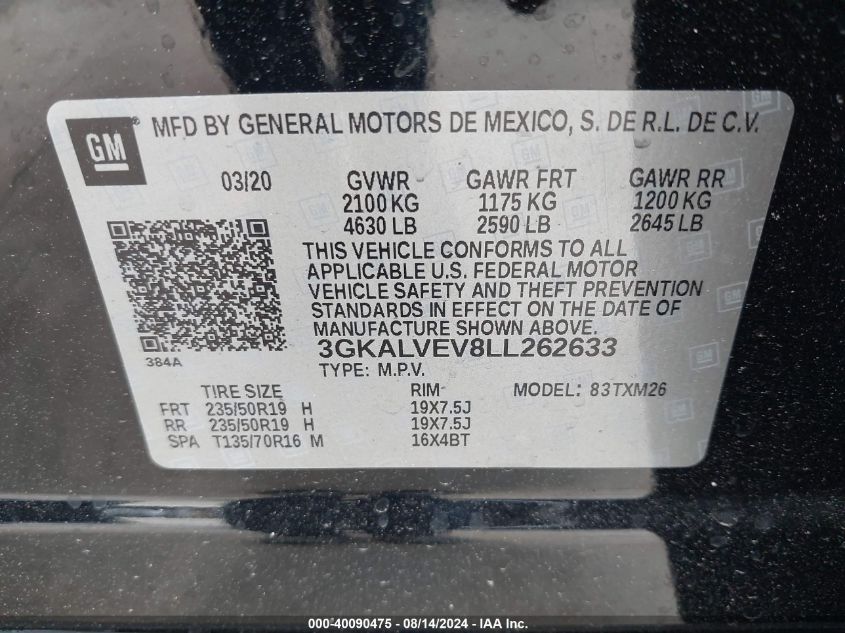 GM
MFD BY GENERAL MOTORS DE MEXICO, S. DE R.L. DE C.V.
03/20 GVWR GAWR FRT GAWR RR
2100 KG 1175 KG 1200 KG
4630 LB 2590 LB 2645 LB
THIS VEHICLE CONFORMS TO ALL
APPLICABLE U.S. FEDERAL MOTOR
VEHICLE SAFETY AND THEFT PREVENTION
STANDARDS IN EFFECT ON THE DATE OF
MANUFACTURE SHOWN ABOVE.
384A
3GKALVEV8LL262633
TYPE: M.P.V.
TIRE SIZE RIM MODEL: 83TXM26
FRT 235/50R19 H 19X7.5J
RR 235/50R19 H 19X7.5J
SPA T135/70R16 M 16X4BT
000-40090475 - 08/14/2024 - IAA Inc.